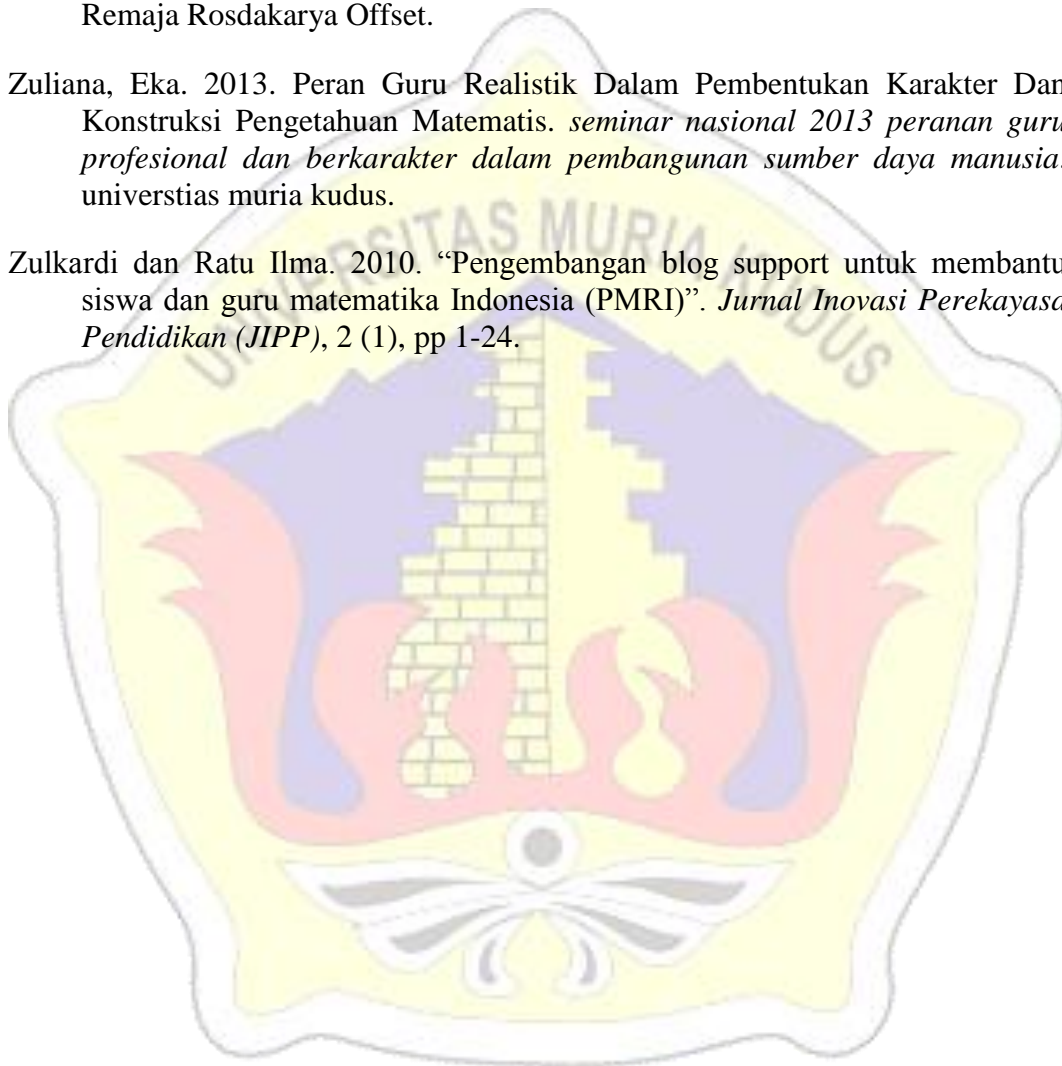 Remaja Rosdakarya Offset.
Zuliana, Eka. 2013. Peran Guru Realistik Dalam Pembentukan Karakter Dan
Konstruksi Pengetahuan Matematis. seminar nasional 2013 peranan guru
profesional dan berkarakter dalam pembangunan sumber daya manusia.
universtias muria kudus.
UNIVERSITAS MURIA KUDUS
Zulkardi dan Ratu Ilma. 2010. “Pengembangan blog support untuk membantu
siswa dan guru matematika Indonesia (PMRI)”. Jurnal Inovasi Perekayasa
Pendidikan (JIPP), 2 (1), pp 1-24.